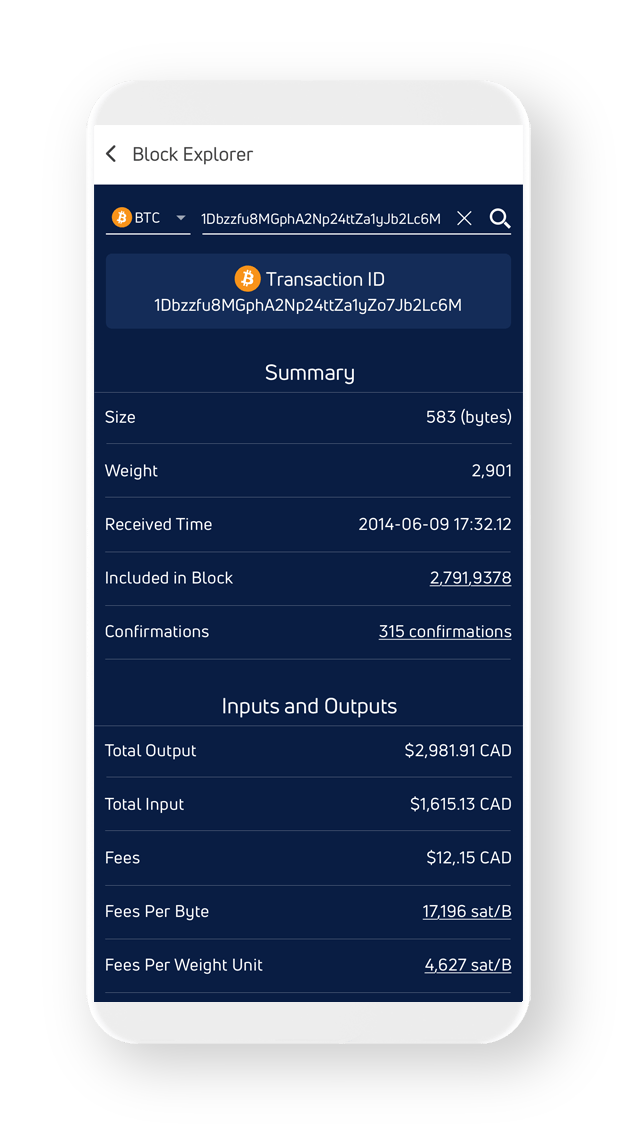 Block Explorer
BTC 1Dbzzfu8MGphA2Np24ttZa1yJb2Lc6M
Transaction ID
1Dbzzfu8MGphA2Np24ttZa1yZo7Jb2Lc6M
Summary
Size 583 (bytes)
Weight 2,901
Received Time 2014-06-09 17:32.12
Included in Block 2,791,9378
Confirmations 315 confirmations
Inputs and Outputs
Total Output $2,981.91 CAD
Total Input $1,615.13 CAD
Fees $12,.15 CAD
Fees Per Byte 17,196 sat/B
Fees Per Weight Unit 4,627 sat/B